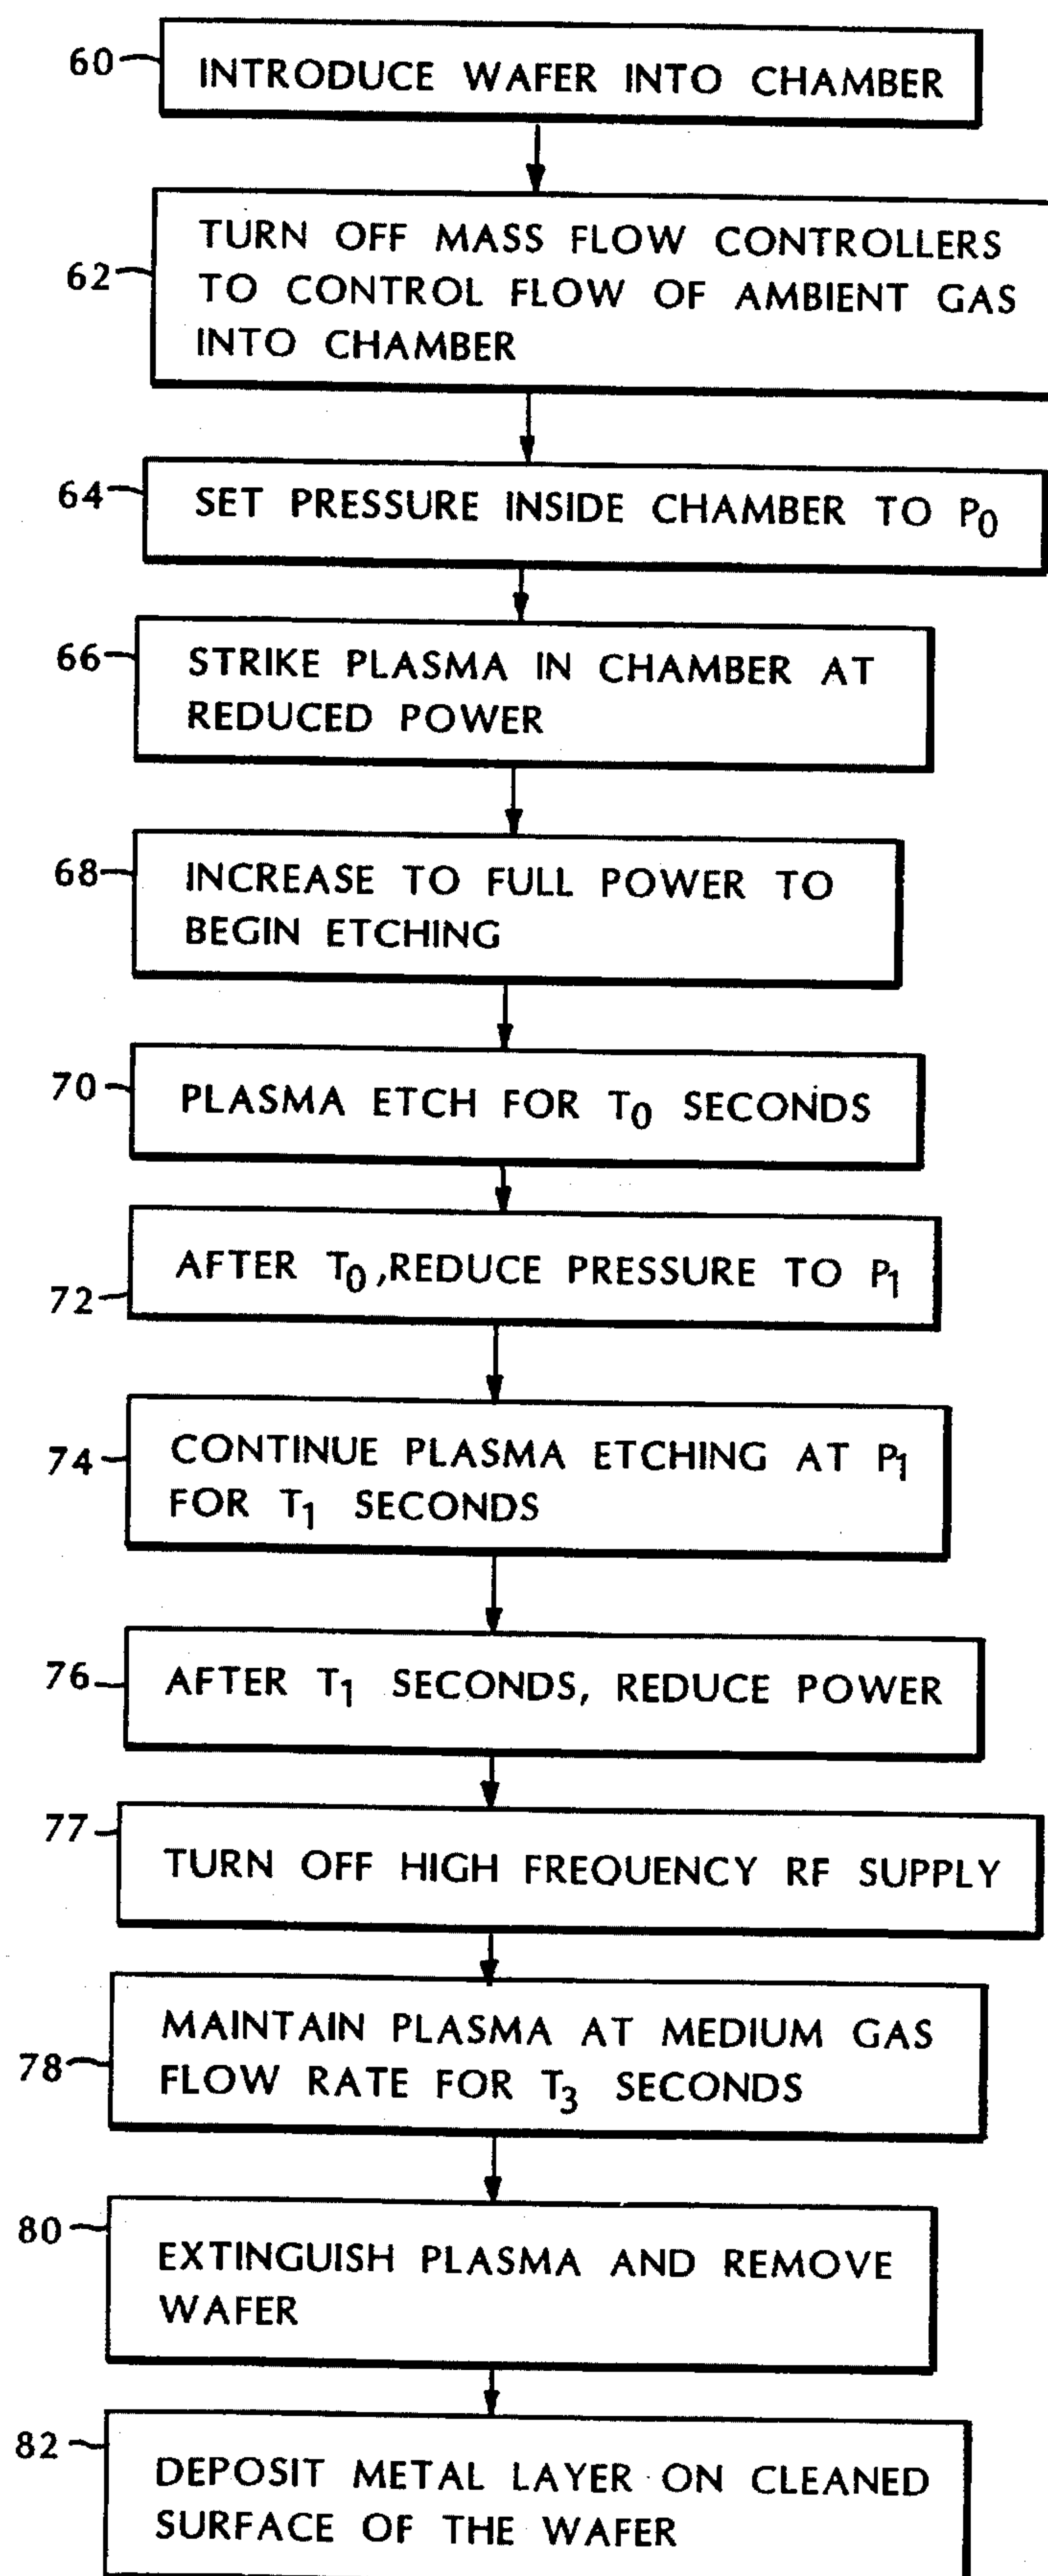 60
INTRODUCE WAFER INTO CHAMBER
62
TURN OFF MASS FLOW CONTROLLERS
TO CONTROL FLOW OF AMBIENT GAS
INTO CHAMBER
64
SET PRESSURE INSIDE CHAMBER TO P0
66
STRIKE PLASMA IN CHAMBER AT
REDUCED POWER
68
INCREASE TO FULL POWER TO
BEGIN ETCHING
70
PLASMA ETCH FOR T0 SECONDS
72
AFTER T0, REDUCE PRESSURE TO P1
74
CONTINUE PLASMA ETCHING AT P1
FOR T1 SECONDS
76
AFTER T1 SECONDS, REDUCE POWER
77
TURN OFF HIGH FREQUENCY RF SUPPLY
78
MAINTAIN PLASMA AT MEDIUM GAS
FLOW RATE FOR T3 SECONDS
80
EXTINGUISH PLASMA AND REMOVE
WAFER
82
DEPOSIT METAL LAYER ON CLEANED
SURFACE OF THE WAFER